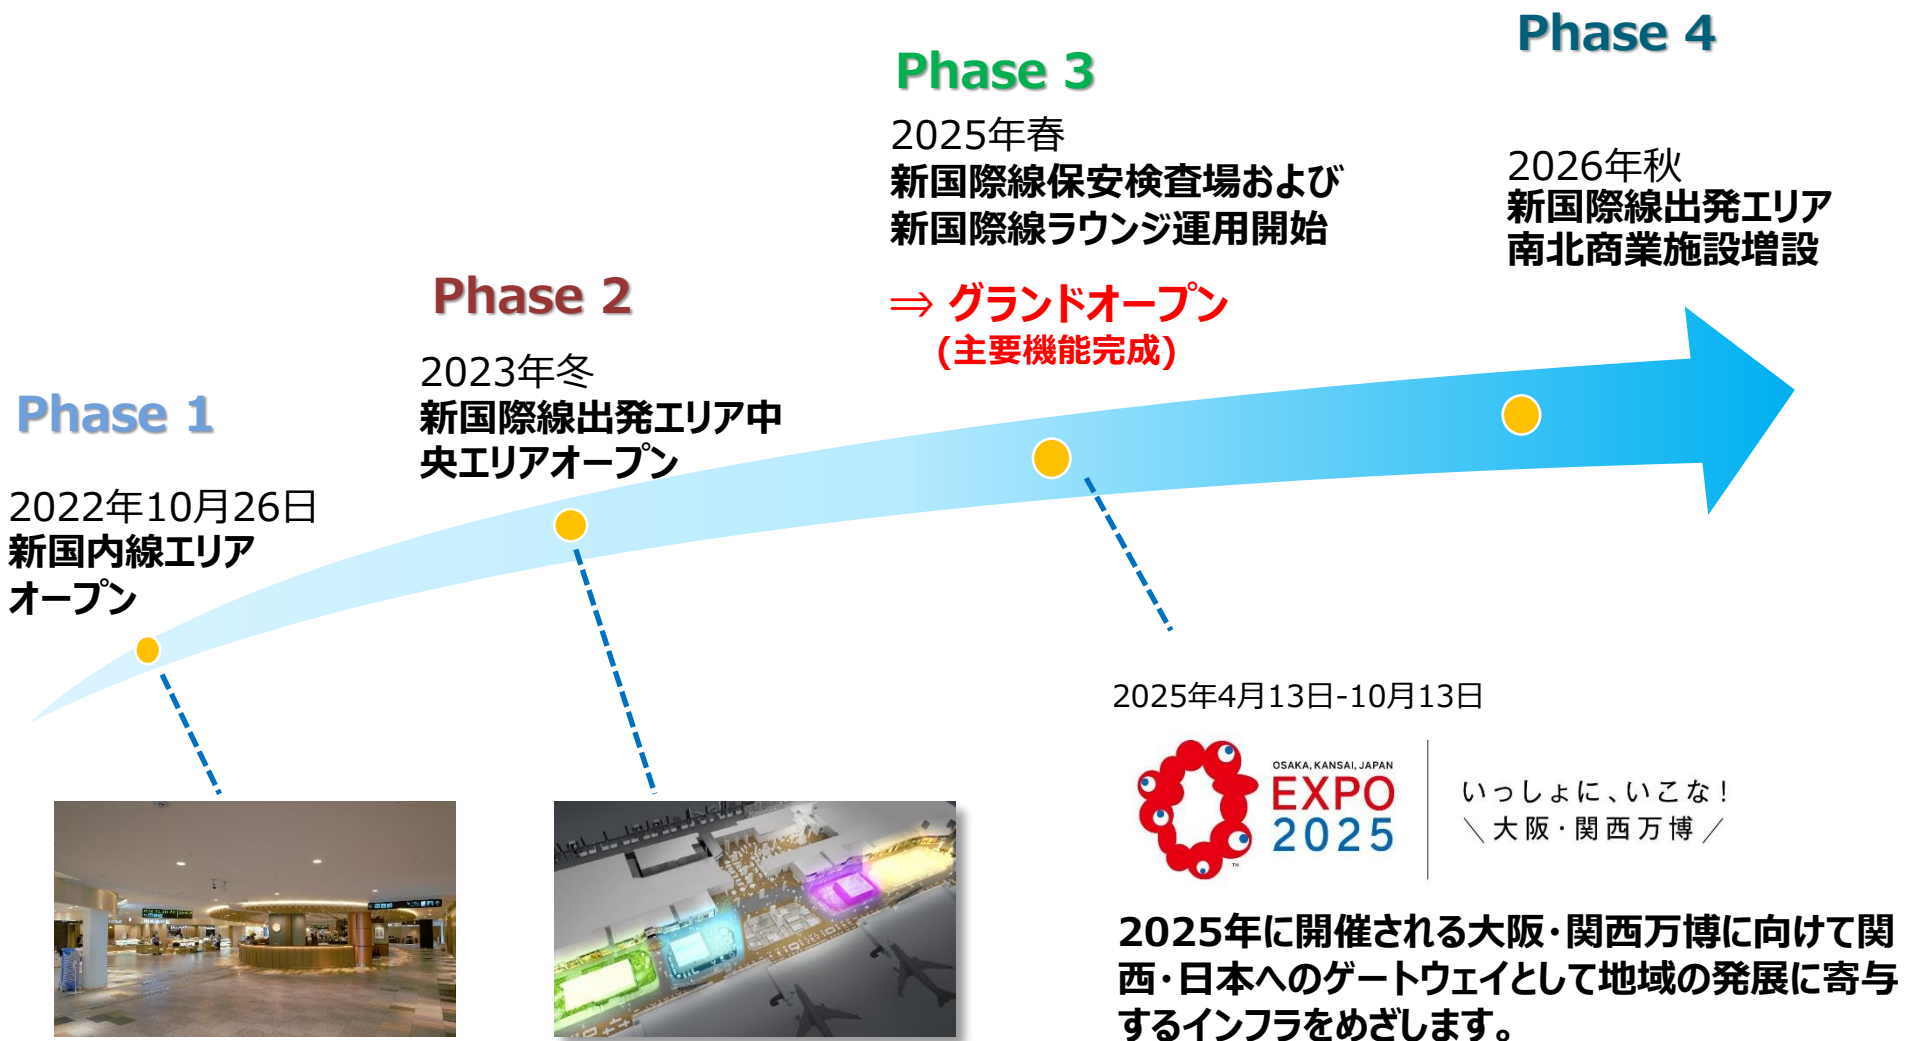 Phase 1
2022年10月26日
新国内線エリア
オープン
Phase 2
2023年冬
新国際線出発エリア中
央エリアオープン
Phase 3
2025年春
新国際線保安検査場および
新国際線ラウンジ運用開始
⇒ グランドオープン
(主要機能完成)
Phase 4
2026年秋
新国際線出発エリア
南北商業施設増設
2025年4月13日-10月13日
OSAKA, KANSAI, JAPAN
EXPO
2025
TM
いっしょに、いこな！
＼大阪・関西万博／
2025年に開催される大阪・関西万博に向けて関
西・日本へのゲートウェイとして地域の発展に寄与
するインフラをめざします。